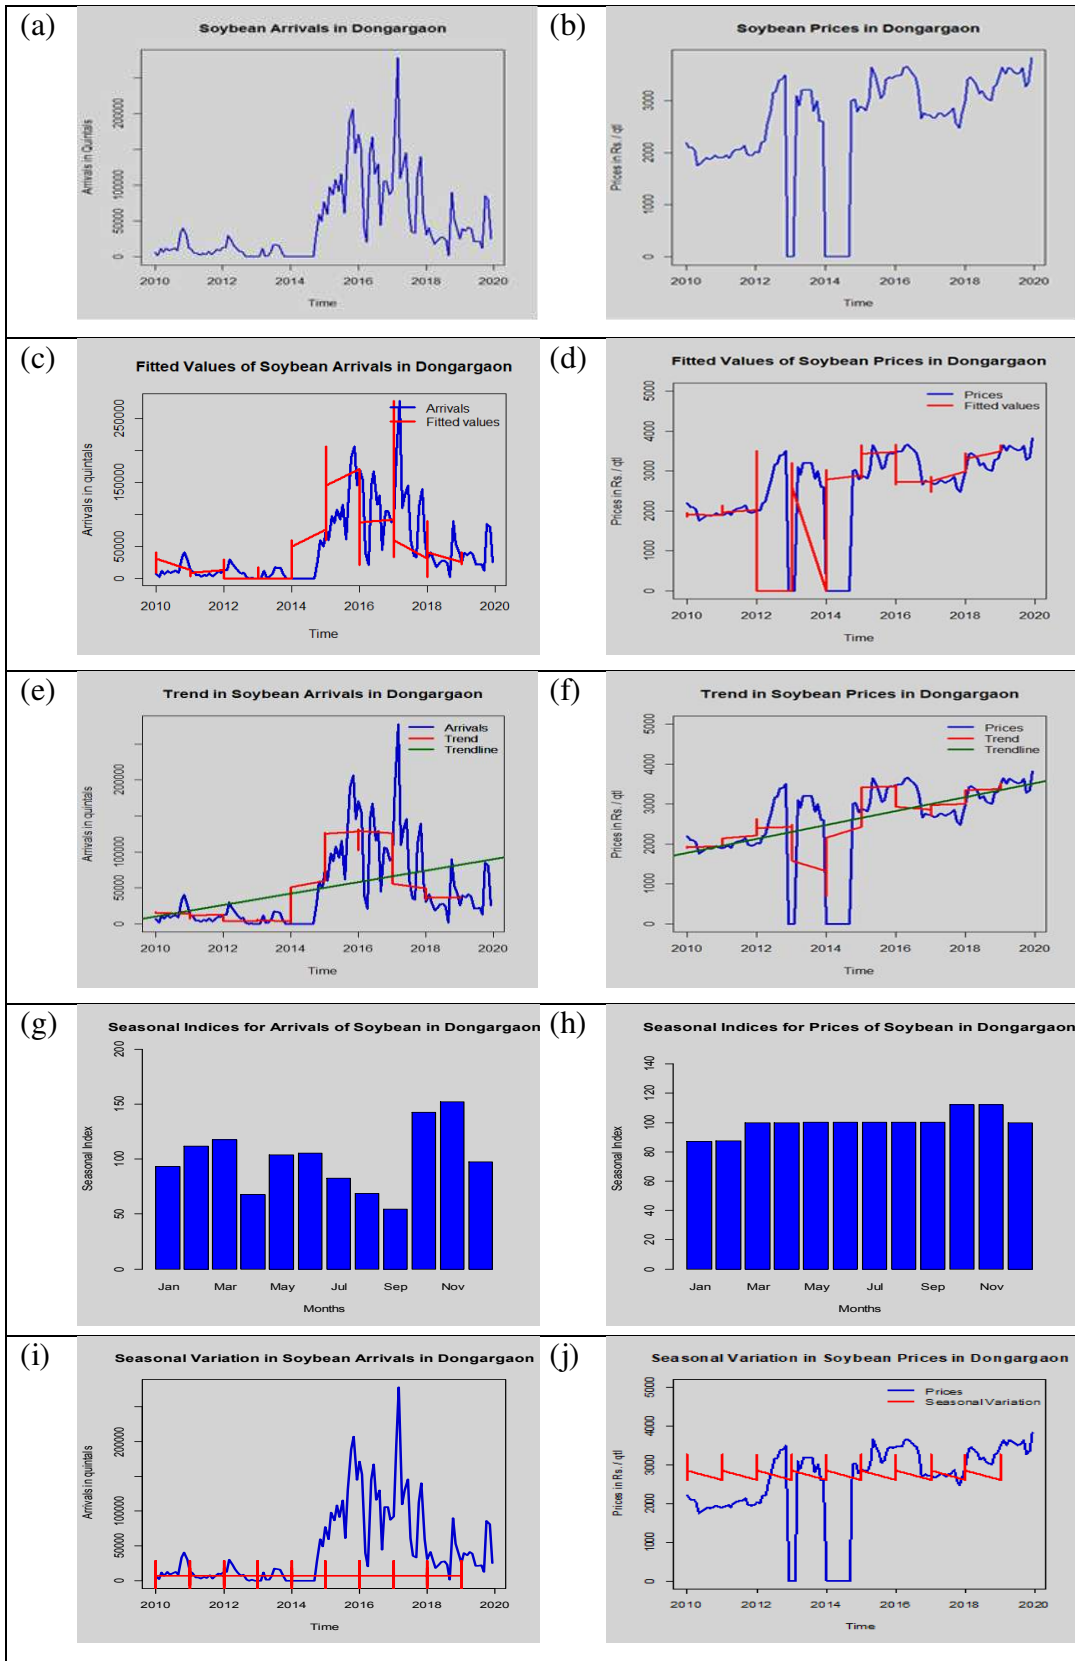 (a)
Soybean Arrivals in Dongargaon
Arrivals in Quintals
0 50000 100000 200000
2010 2012 2014 2016 2018 2020
Time
(b)
Soybean Prices in Dongargaon
Prices in Rs. / qtl
0 1000 2000 3000
2010 2012 2014 2016 2018 2020
Time
(c)
Fitted Values of Soybean Arrivals in Dongargaon
Arrivals
Fitted values
Arrivals in quintals
0 50000 150000 250000
2010 2012 2014 2016 2018 2020
Time
(d)
Fitted Values of Soybean Prices in Dongargaon
Prices
Fitted values
Prices in Rs. / qtl
0 1000 2000 3000 4000 5000
2010 2012 2014 2016 2018 2020
Time
(e)
Trend in Soybean Arrivals in Dongargaon
Arrivals
Trend
Trendline
Arrivals in quintals
0 50000 100000 200000
2010 2012 2014 2016 2018 2020
Time
(f)
Trend in Soybean Prices in Dongargaon
Prices
Trend
Trendline
Prices in Rs. / qtl
0 1000 2000 3000 4000 5000
2010 2012 2014 2016 2018 2020
Time
(g)
Seasonal Indices for Arrivals of Soybean in Dongargaon
Seasonal Index
0 50 100 150 200
Jan Mar May Jul Sep Nov
Months
(h)
Seasonal Indices for Prices of Soybean in Dongargaon
Seasonal Index
0 20 40 60 80 100 120 140
Jan Mar May Jul Sep Nov
Months
(i)
Seasonal Variation in Soybean Arrivals in Dongargaon
Arrivals in quintals
0 50000 100000 200000
2010 2012 2014 2016 2018 2020
Time
(j)
Seasonal Variation in Soybean Prices in Dongargaon
Prices
Seasonal Variation
Prices in Rs. / qtl
0 1000 2000 3000 4000 5000
2010 2012 2014 2016 2018 2020
Time